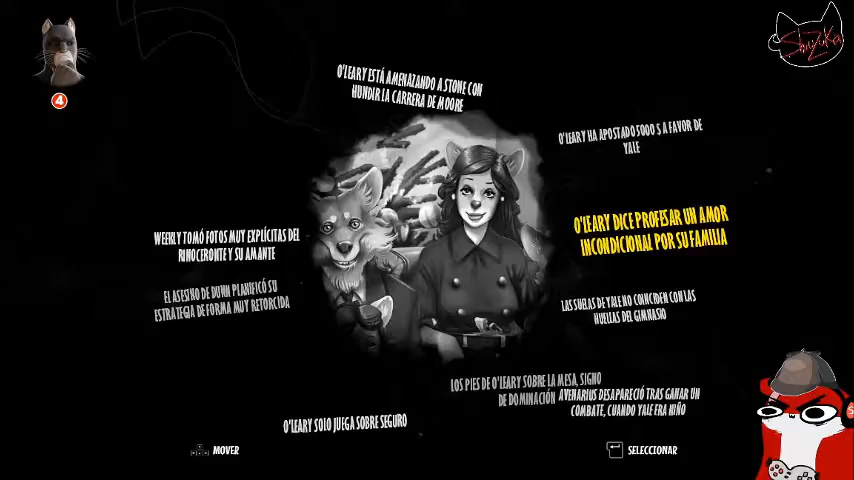 4
Shizuka
O'LEARY ESTÁ AMENAZANDO A STONE CON
HUNDIR LA CARRERA DE MOORE
O'LEARY HA APOSTADO 5000 $ A FAVOR DE
YALE
O'LEARY DICE PROFESAR UN AMOR
INCONDICIONAL POR SU FAMILIA
WEEKLY TOMÓ FOTOS MUY EXPLÍCITAS DEL
RINOCERONTE Y SU AMANTE
EL ASESINO DE DUNN PLANIFICÓ SU
ESTRATEGIA DE FORMA MUY RETORCIDA
LAS SUELAS DE YALE NO COINCIDEN CON LAS
HUELLAS DEL GIMNASIO
LOS PIES DE O'LEARY SOBRE LA MESA, SIGNO
DE DOMINACIÓN
AVENARIUS DESAPARECIÓ TRAS GANAR UN
COMBATE, CUANDO YALE ERA NIÑO
O'LEARY SOLO JUEGA SOBRE SEGURO
MOVER
SELECCIONAR